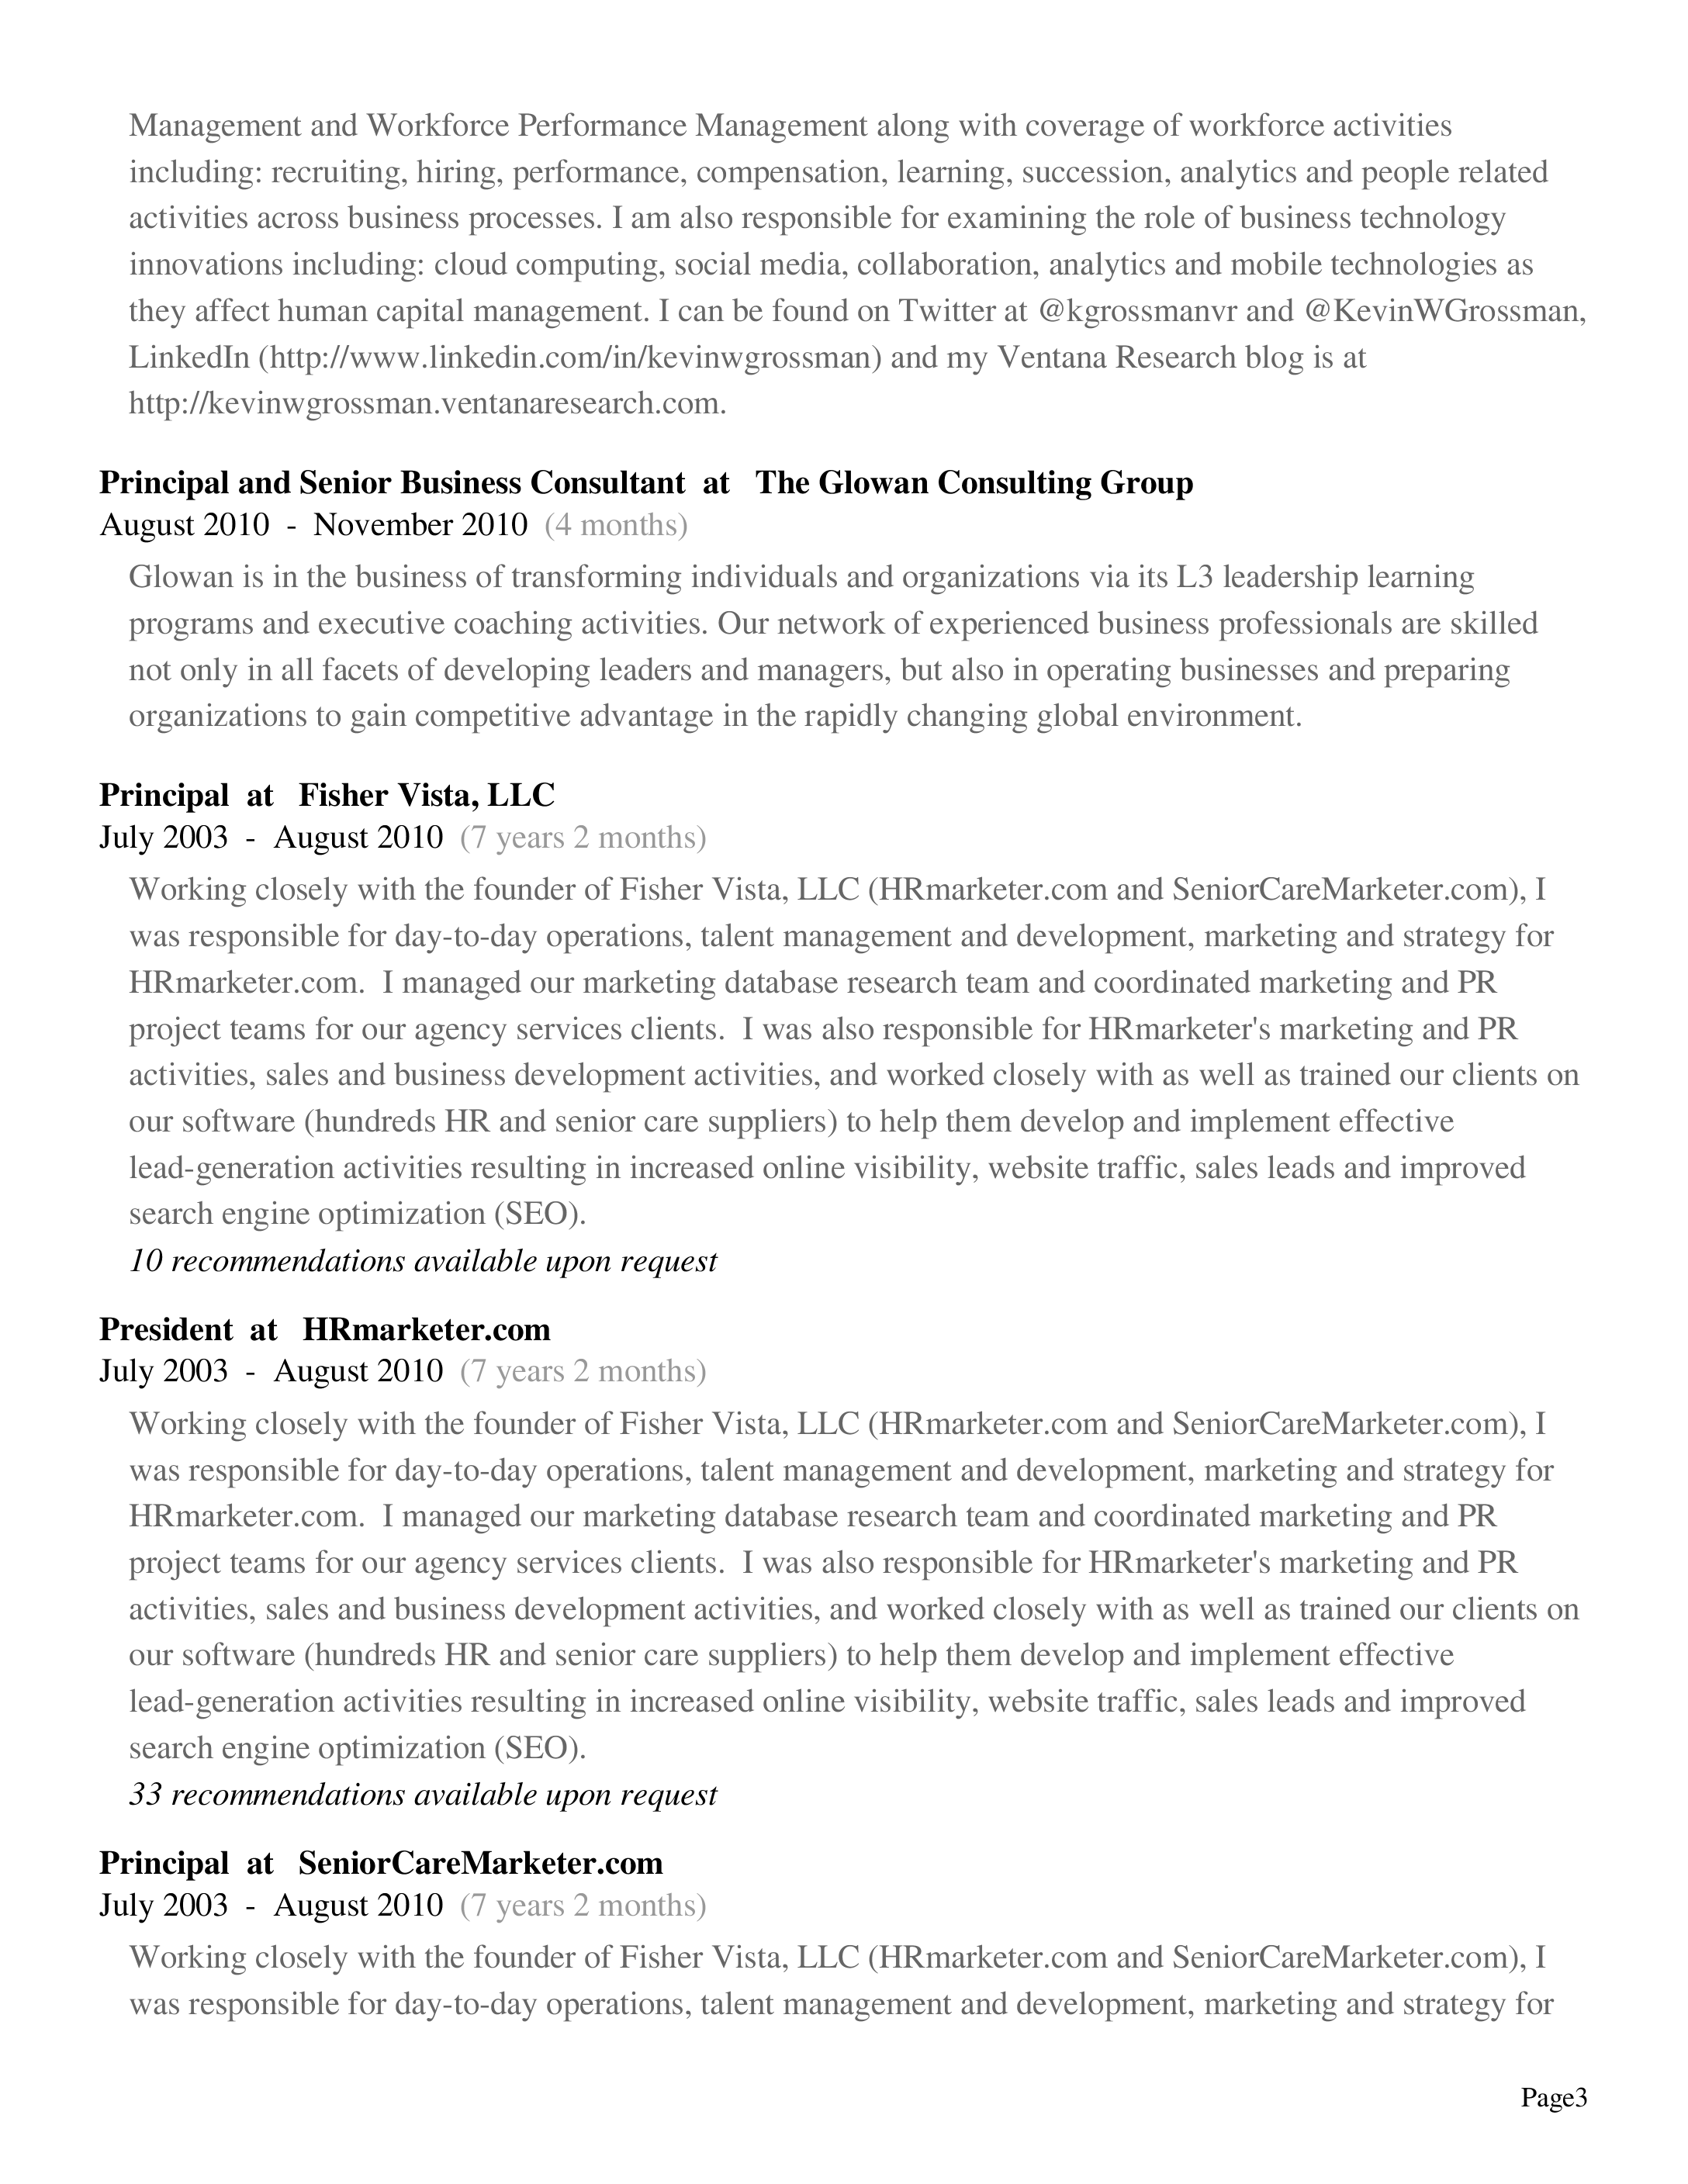 Management and Workforce Performance Management along with coverage of workforce activities
including: recruiting, hiring, performance, compensation, learning, succession, analytics and people related
activities across business processes. I am also responsible for examining the role of business technology
innovations including: cloud computing, social media, collaboration, analytics and mobile technologies as
they affect human capital management. I can be found on Twitter at @kgrossmanvr and @KevinWGrossman,
LinkedIn (http://www.linkedin.com/in/kevinwgrossman) and my Ventana Research blog is at
http://kevinwgrossman.ventanaresearch.com.
Principal and Senior Business Consultant at The Glowan Consulting Group
August 2010 - November 2010 (4 months)
Glowan is in the business of transforming individuals and organizations via its L3 leadership learning
programs and executive coaching activities. Our network of experienced business professionals are skilled
not only in all facets of developing leaders and managers, but also in operating businesses and preparing
organizations to gain competitive advantage in the rapidly changing global environment.
Principal at Fisher Vista, LLC
July 2003 - August 2010 (7 years 2 months)
Working closely with the founder of Fisher Vista, LLC (HRmarketer.com and SeniorCareMarketer.com), I
was responsible for day-to-day operations, talent management and development, marketing and strategy for
HRmarketer.com. I managed our marketing database research team and coordinated marketing and PR
project teams for our agency services clients. I was also responsible for HRmarketer's marketing and PR
activities, sales and business development activities, and worked closely with as well as trained our clients on
our software (hundreds HR and senior care suppliers) to help them develop and implement effective
lead-generation activities resulting in increased online visibility, website traffic, sales leads and improved
search engine optimization (SEO).
10 recommendations available upon request
President at HRmarketer.com
July 2003 - August 2010 (7 years 2 months)
Working closely with the founder of Fisher Vista, LLC (HRmarketer.com and SeniorCareMarketer.com), I
was responsible for day-to-day operations, talent management and development, marketing and strategy for
HRmarketer.com. I managed our marketing database research team and coordinated marketing and PR
project teams for our agency services clients. I was also responsible for HRmarketer's marketing and PR
activities, sales and business development activities, and worked closely with as well as trained our clients on
our software (hundreds HR and senior care suppliers) to help them develop and implement effective
lead-generation activities resulting in increased online visibility, website traffic, sales leads and improved
search engine optimization (SEO).
33 recommendations available upon request
Principal at SeniorCareMarketer.com
July 2003 - August 2010 (7 years 2 months)
Working closely with the founder of Fisher Vista, LLC (HRmarketer.com and SeniorCareMarketer.com), I
was responsible for day-to-day operations, talent management and development, marketing and strategy for
Page3